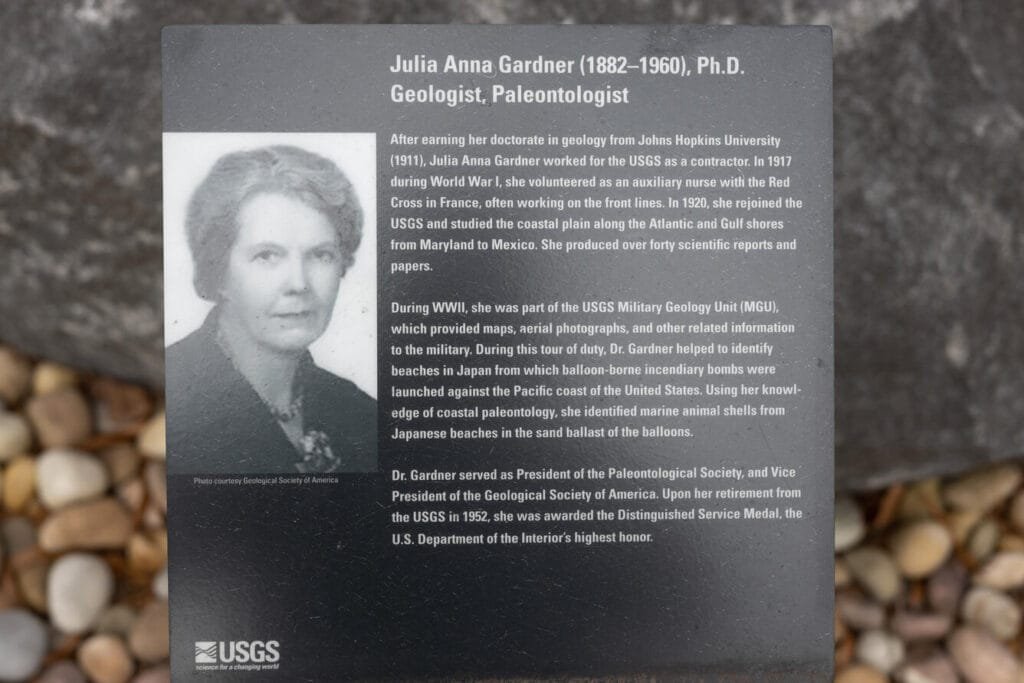 Julia Anna Gardner (1882–1960), Ph.D.
Geologist, Paleontologist
After earning her doctorate in geology from Johns Hopkins University
(1911), Julia Anna Gardner worked for the USGS as a contractor. In 1917
during World War I, she volunteered as an auxiliary nurse with the Red
Cross in France, often working on the front lines. In 1920, she rejoined the
USGS and studied the coastal plain along the Atlantic and Gulf shores
from Maryland to Mexico. She produced over forty scientific reports and
papers.
During WWII, she was part of the USGS Military Geology Unit (MGU),
which provided maps, aerial photographs, and other related information
to the military. During this tour of duty, Dr. Gardner helped to identify
beaches in Japan from which balloon-borne incendiary bombs were
launched against the Pacific coast of the United States. Using her knowl-
edge of coastal paleontology, she identified marine animal shells from
Japanese beaches in the sand ballast of the balloons.
Dr. Gardner served as President of the Paleontological Society, and Vice
President of the Geological Society of America. Upon her retirement from
the USGS in 1952, she was awarded the Distinguished Service Medal, the
U.S. Department of the Interior's highest honor.
Photo courtesy Geological Society of America
USGS
science for a changing world